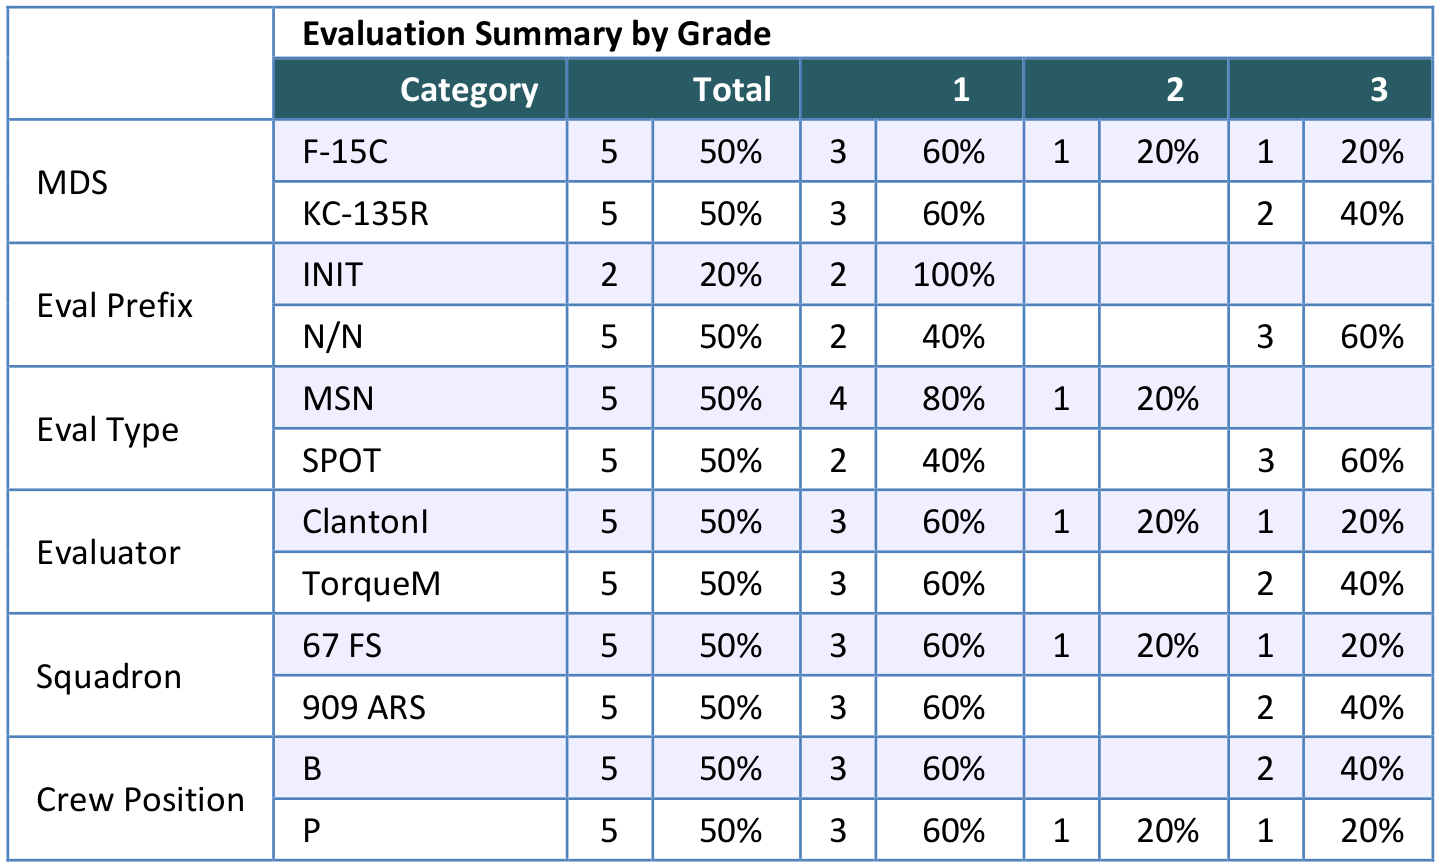 Evaluation Summary by Grade
Category Total 1 2 3
MDS
F-15C 5 50% 3 60% 1 20% 1 20%
KC-135R 5 50% 3 60% 2 40%
Eval Prefix
INIT 2 20% 2 100%
N/N 5 50% 2 40% 3 60%
Eval Type
MSN 5 50% 4 80% 1 20%
SPOT 5 50% 2 40% 3 60%
Evaluator
ClantonI 5 50% 3 60% 1 20% 1 20%
TorqueM 5 50% 3 60% 2 40%
Squadron
67 FS 5 50% 3 60% 1 20% 1 20%
909 ARS 5 50% 3 60% 2 40%
Crew Position
B 5 50% 3 60% 2 40%
P 5 50% 3 60% 1 20% 1 20%